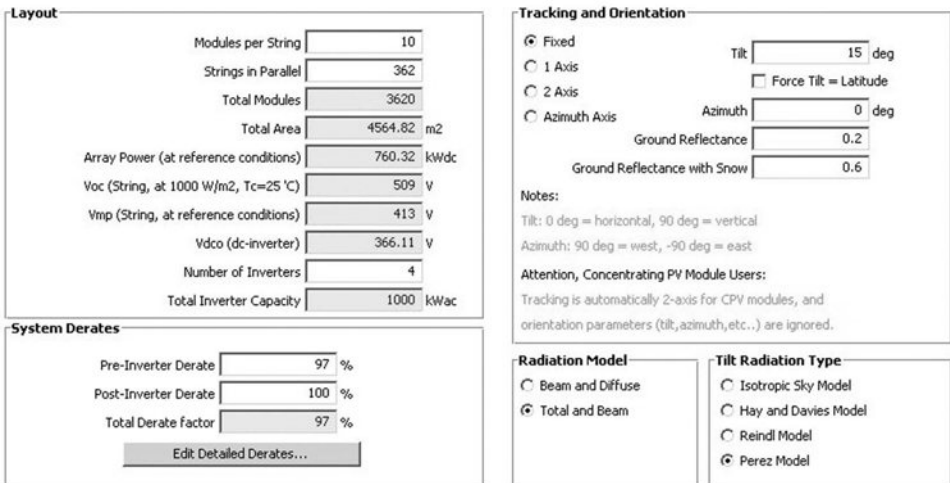 Layout
Modules per String 10
Strings in Parallel 362
Total Modules 3620
Total Area 4564.82 m2
Array Power (at reference conditions) 760.32 kWdc
Voc (String, at 1000 W/m2, Tc=25 'C) 509 V
Vmp (String, at reference conditions) 413 V
Vdco (dc-inverter) 366.11 V
Number of Inverters 4
Total Inverter Capacity 1000 kWac
System Derates
Pre-Inverter Derate 97 %
Post-Inverter Derate 100 %
Total Derate factor 97 %
Edit Detailed Derates...
Tracking and Orientation
Fixed
1 Axis
2 Axis
Azimuth Axis
Tilt 15 deg
Force Tilt = Latitude
Azimuth 0 deg
Ground Reflectance 0.2
Ground Reflectance with Snow 0.6
Notes:
Tilt: 0 deg = horizontal, 90 deg = vertical
Azimuth: 90 deg = west, -90 deg = east
Attention, Concentrating PV Module Users:
Tracking is automatically 2-axis for CPV modules, and
orientation parameters (tilt,azimuth,etc..) are ignored.
Radiation Model
Beam and Diffuse
Total and Beam
Tilt Radiation Type
Isotropic Sky Model
Hay and Davies Model
Reindl Model
Perez Model